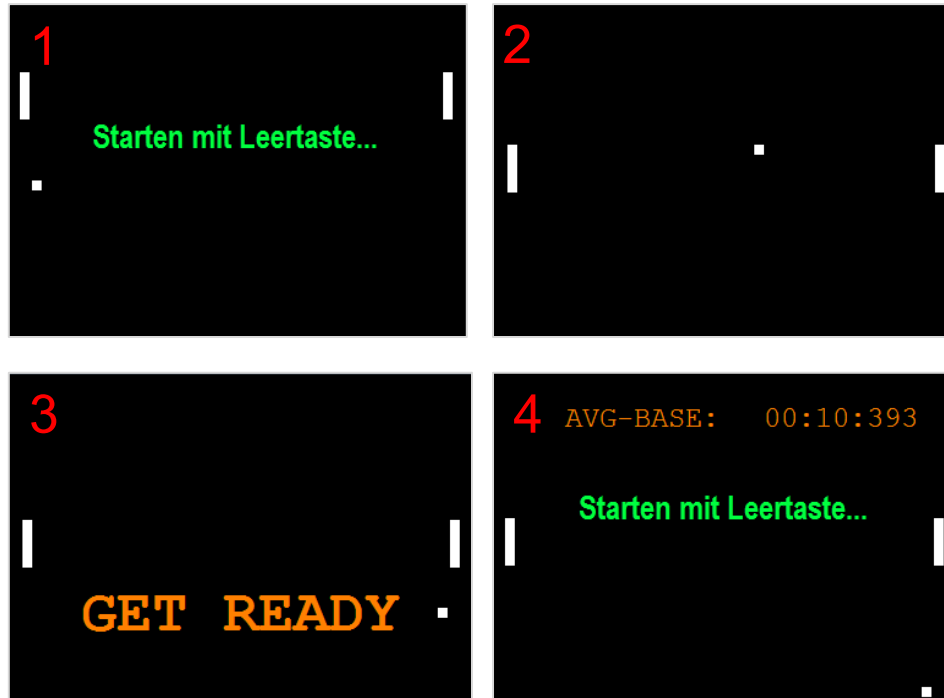 1
Starten mit Leertaste...
2
3
GET READY
4
AVG-BASE: 00:10:393
Starten mit Leertaste...